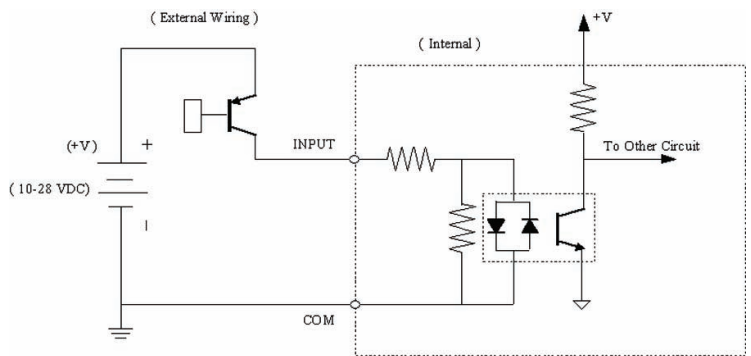 ( External Wiring)
+V
( Internal )
INPUT
To Other Circuit
(+V)
+
( 10-28 VDC)
−
COM